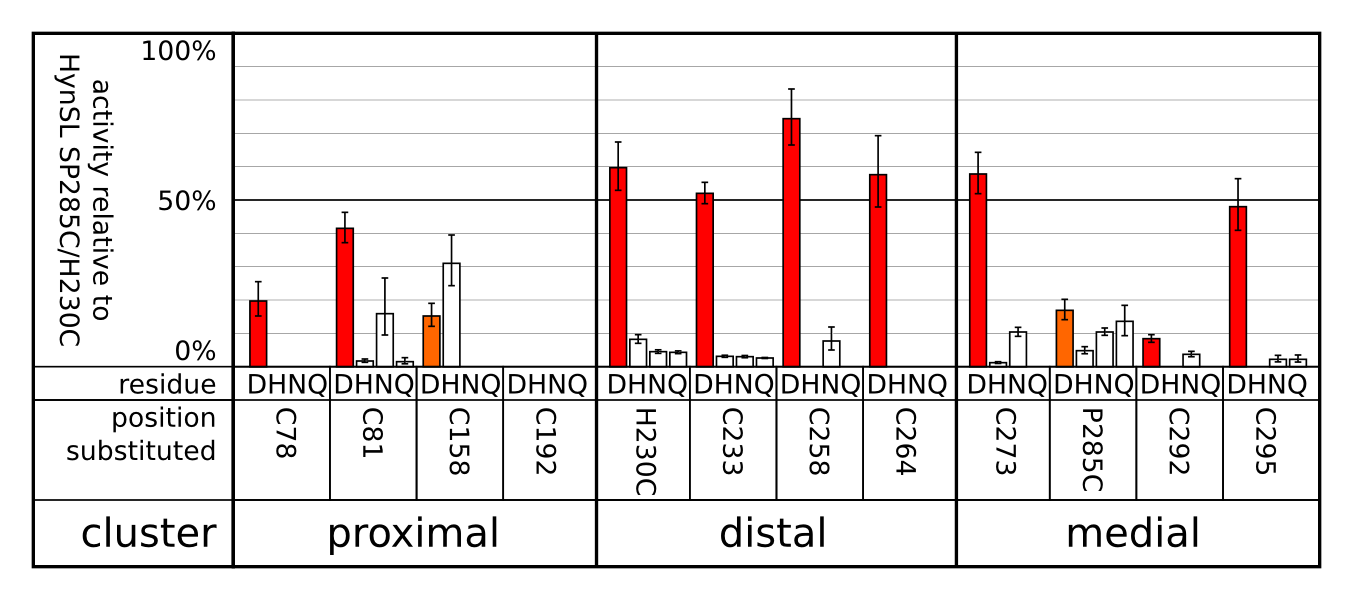 100%
activity relative to
HynSL SP285C/H230C
50%
0%
residue DHNQ DHNQ DHNQ DHNQ DHNQ DHNQ DHNQ DHNQ DHNQ DHNQ DHNQ DHNQ
position
substituted
C78 C81 C158 C192 H230C C233 C258 C264 C273 P285C C292 C295
cluster proximal distal medial